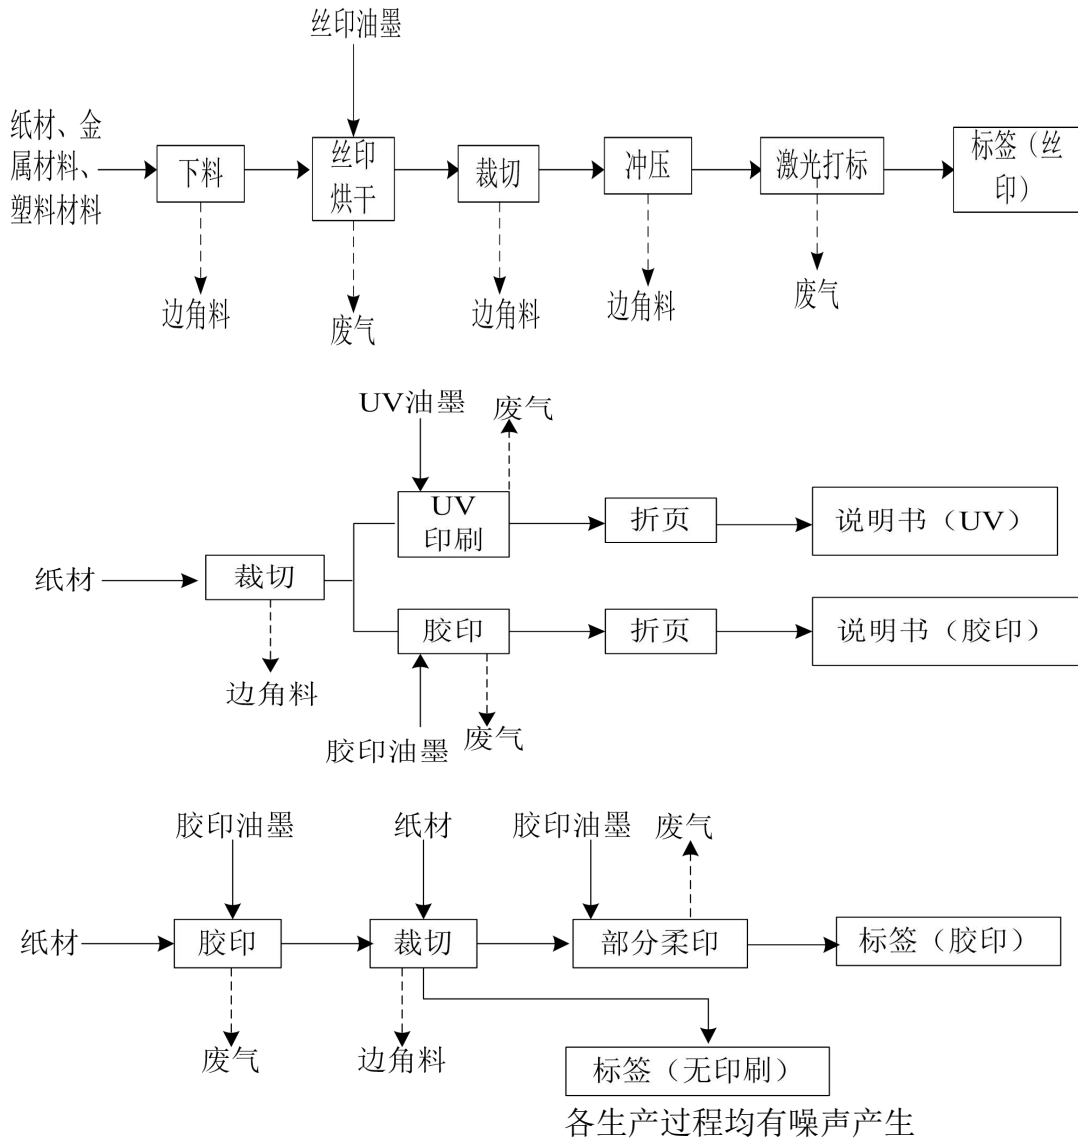 丝印油墨
纸材、金
属材料、
塑料材料
下料
丝印
烘干
裁切
冲压
激光打标
标签（丝
印）
边角料
废气
边角料
边角料
废气
UV油墨
废气
UV
印刷
折页
说明书（UV）
纸材
裁切
胶印
折页
说明书（胶印）
边角料
胶印油墨
废气
胶印油墨
纸材
胶印油墨
废气
纸材
胶印
裁切
部分柔印
标签（胶印）
废气
边角料
标签（无印刷）
各生产过程均有噪声产生